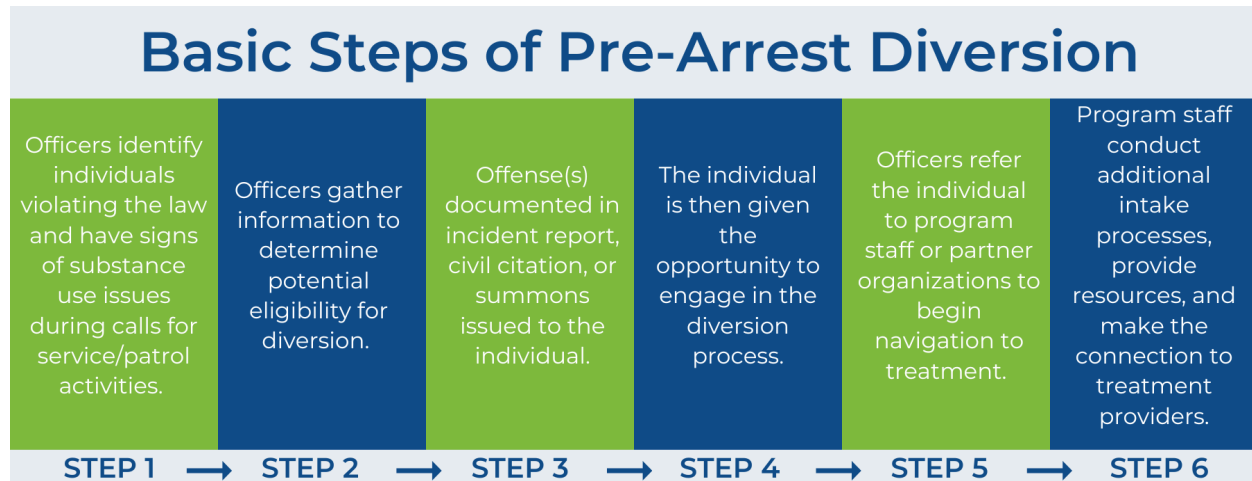 Basic Steps of Pre-Arrest Diversion
Officers identify
individuals
violating the law
and have signs
of substance
use issues
during calls for
service/patrol
activities.
Officers gather
information to
determine
potential
eligibility for
diversion.
Offense(s)
documented in
incident report,
civil citation, or
summons
issued to the
individual.
The individual
is then given
the
opportunity to
engage in the
diversion
process.
Officers refer
the individual
to program
staff or partner
organizations to
begin
navigation to
treatment.
Program staff
conduct
additional
intake
processes,
provide
resources, and
make the
connection to
treatment
providers.
STEP 1 → STEP 2 → STEP 3 → STEP 4 → STEP 5 → STEP 6